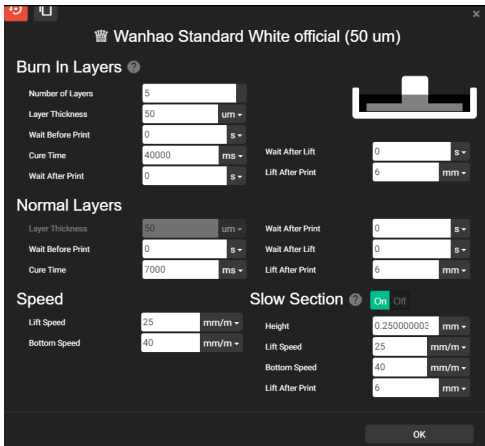 Wanhao Standard White official (50 um)
Burn In Layers ?
Number of Layers 5
Layer Thickness 50 um
Wait Before Print 0 s
Cure Time 40000 ms
Wait After Print 0 s
Wait After Lift 0 s
Lift After Print 6 mm
Normal Layers
Layer Thickness 50 um
Wait Before Print 0 s
Cure Time 7000 ms
Wait After Print 0 s
Wait After Lift 0 s
Lift After Print 6 mm
Speed
Lift Speed 25 mm/m
Bottom Speed 40 mm/m
Slow Section ? On Off
Height 0.250000003 mm
Lift Speed 25 mm/m
Bottom Speed 40 mm/m
Lift After Print 6 mm
OK